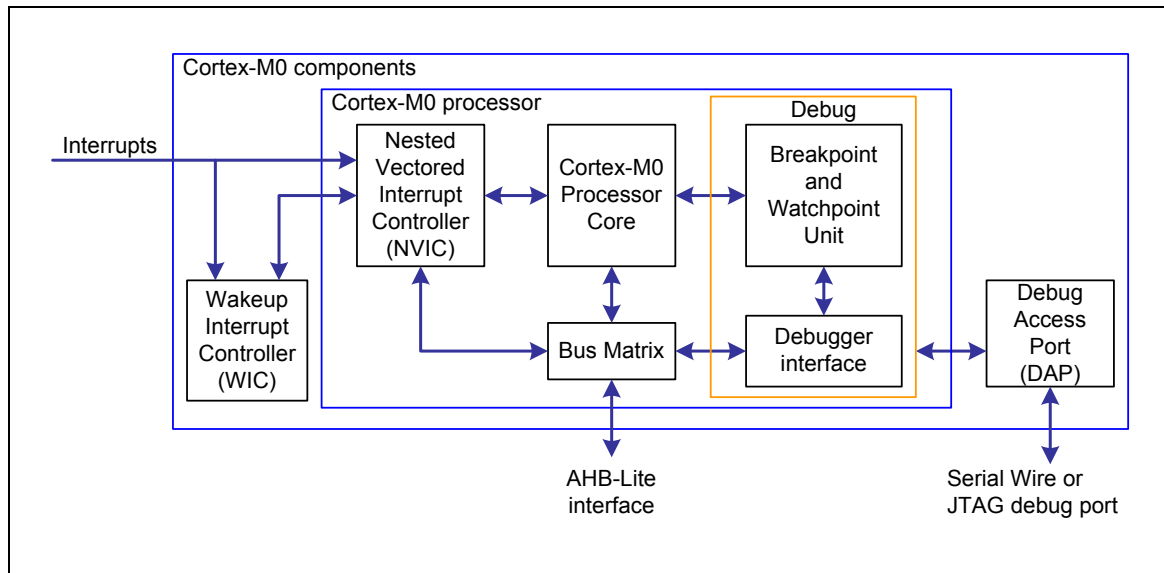 Cortex-M0 components
Cortex-M0 processor
Debug
Interrupts
Nested
Vectored
Interrupt
Controller
(NVIC)
Cortex-M0
Processor
Core
Breakpoint
and
Watchpoint
Unit
Wakeup
Interrupt
Controller
(WIC)
Bus Matrix
Debugger
interface
Debug
Access
Port
(DAP)
AHB-Lite
interface
Serial Wire or
JTAG debug port